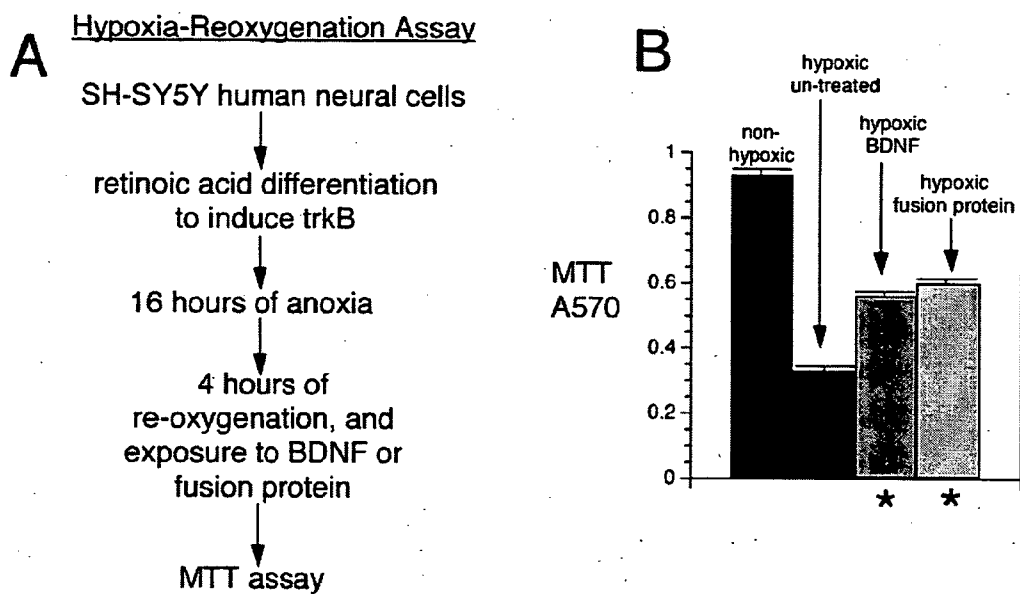 A
Hypoxia-Reoxygenation Assay
SH-SY5Y human neural cells
retinoic acid differentiation
to induce trkB
16 hours of anoxia
4 hours of
re-oxygenation, and
exposure to BDNF or
fusion protein
MTT assay
B
hypoxic
un-treated
non-
hypoxic
hypoxic
BDNF
hypoxic
fusion protein
MTT
A570
1
0.8
0.6
0.4
0.2
0
* *